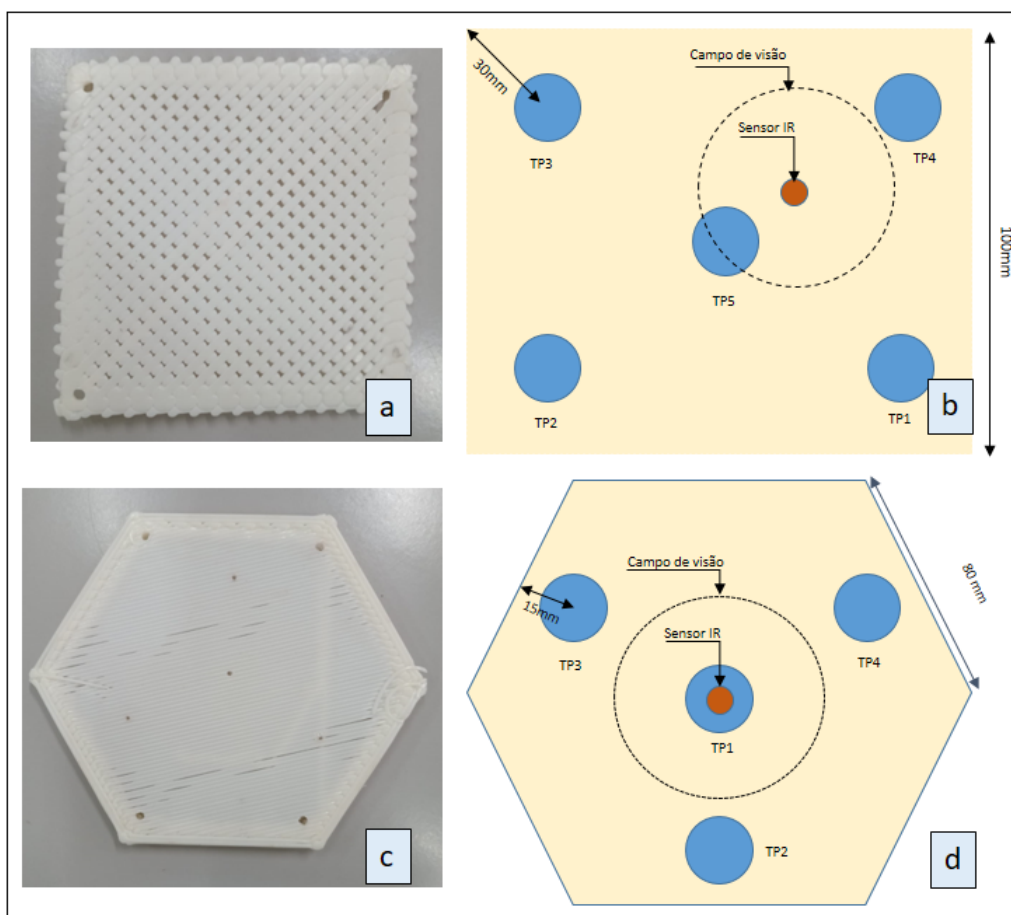 a
30mm
Campo de visão
Sensor IR
TP3
TP4
TP5
100mm
TP2
TP1
b
c
Campo de visão
15mm
Sensor IR
80 mm
TP3
TP4
TP1
TP2
d